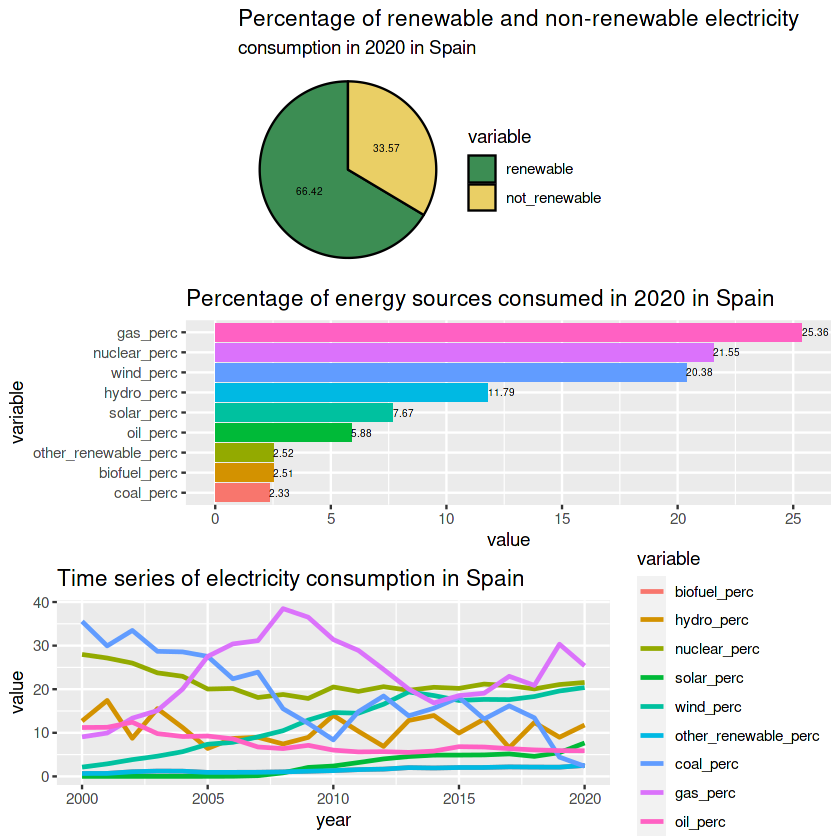 Percentage of renewable and non-renewable electricity
consumption in 2020 in Spain
33.57
66.42
variable
renewable
not_renewable
Percentage of energy sources consumed in 2020 in Spain
variable
gas_perc
25.36
nuclear_perc
21.55
wind_perc
20.38
hydro_perc
11.79
solar_perc
7.67
oil_perc
5.88
other_renewable_perc
2.52
biofuel_perc
2.51
coal_perc
2.33
0 5 10 15 20 25
value
Time series of electricity consumption in Spain
value
40
30
20
10
0
2000 2005 2010 2015 2020
year
variable
biofuel_perc
hydro_perc
nuclear_perc
solar_perc
wind_perc
other_renewable_perc
coal_perc
gas_perc
oil_perc